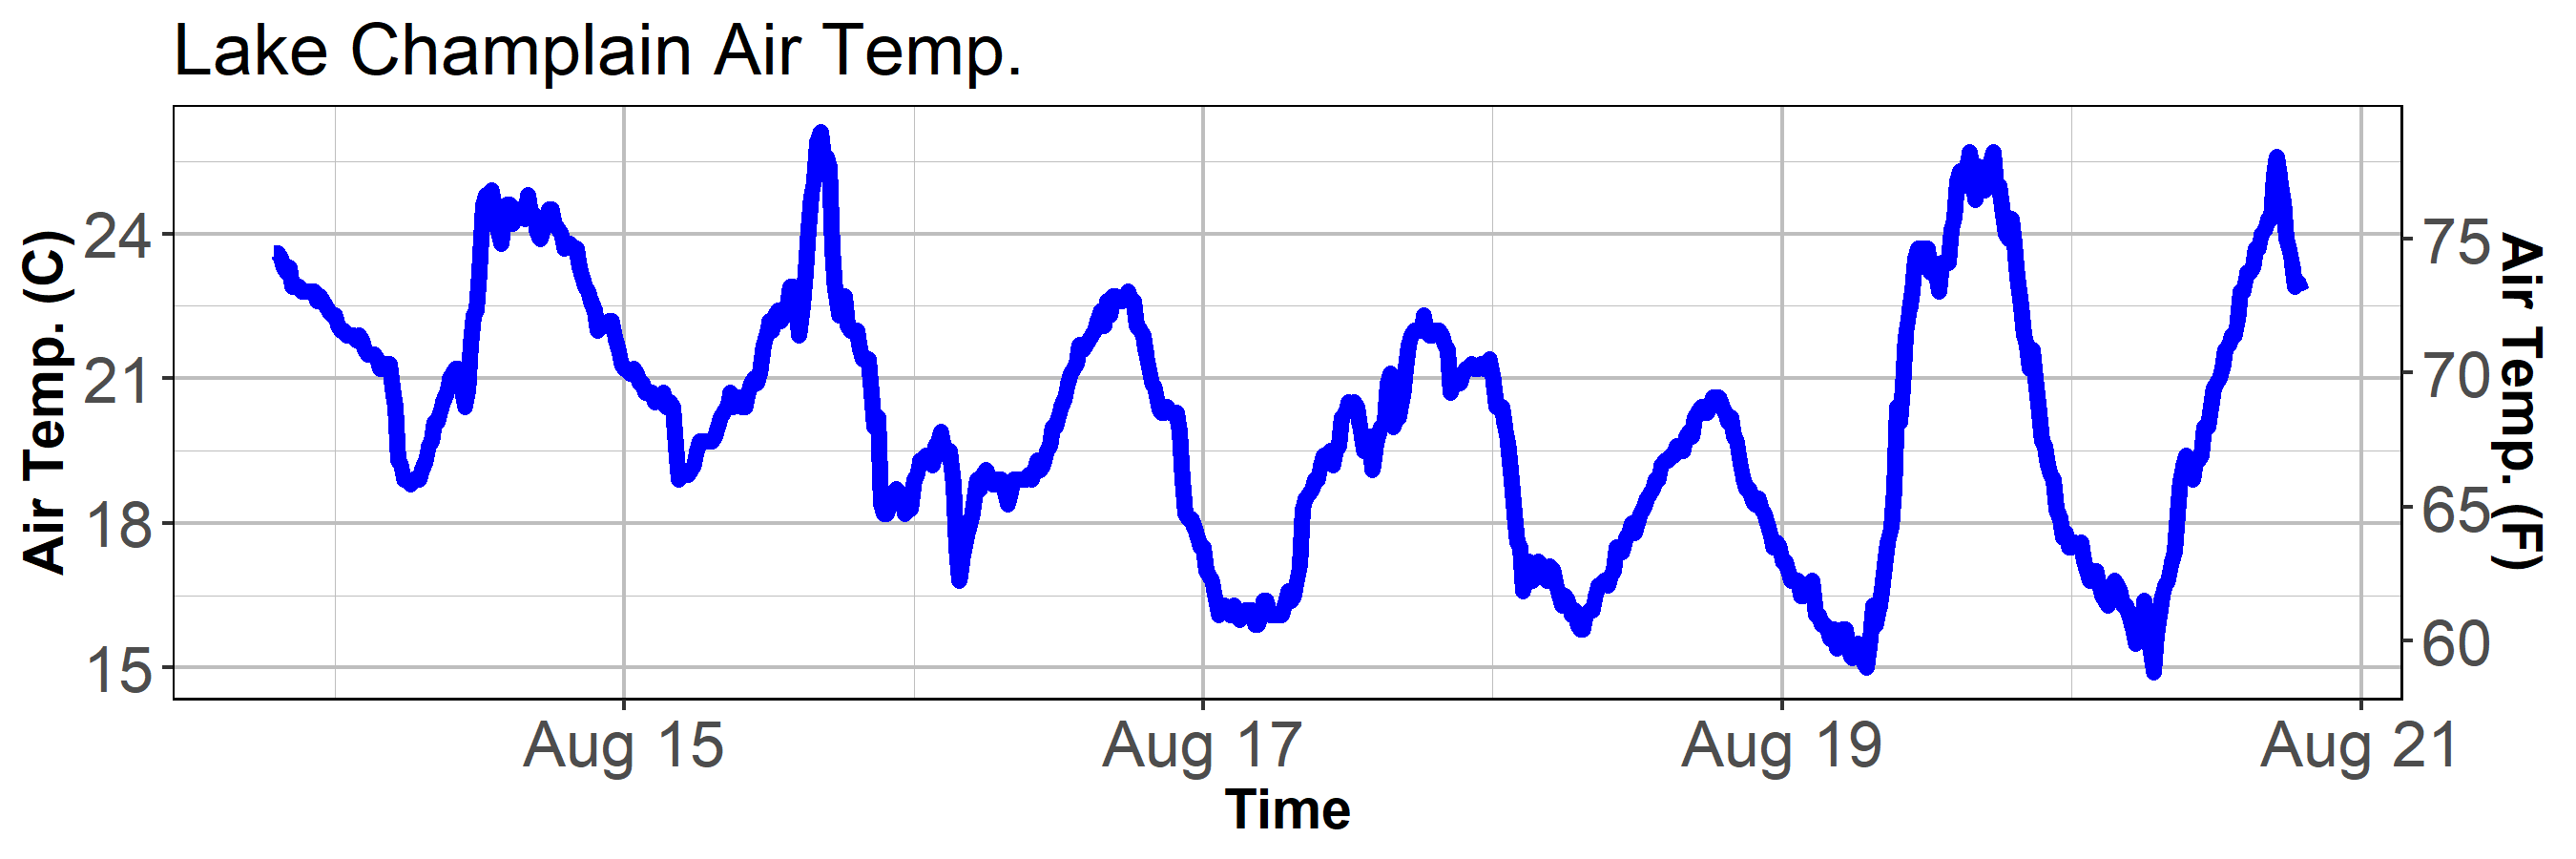 Lake Champlain Air Temp.
Air Temp. (C)
24
21
18
15
75
70
65
60
Air Temp. (F)
Aug 15
Aug 17
Aug 19
Aug 21
Time